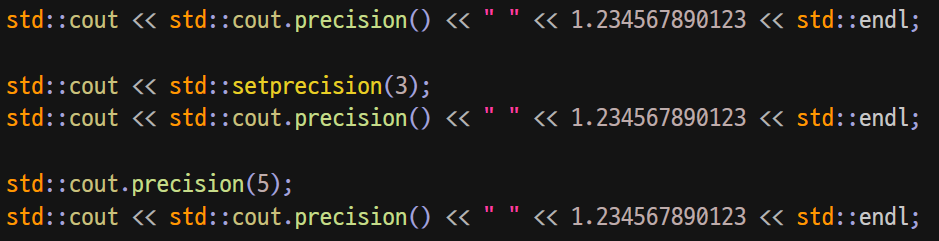 std::cout << std::cout.precision() << " " << 1.234567890123 << std::endl;
std::cout << std::setprecision(3);
std::cout << std::cout.precision() << " " << 1.234567890123 << std::endl;
std::cout.precision(5);
std::cout << std::cout.precision() << " " << 1.234567890123 << std::endl;